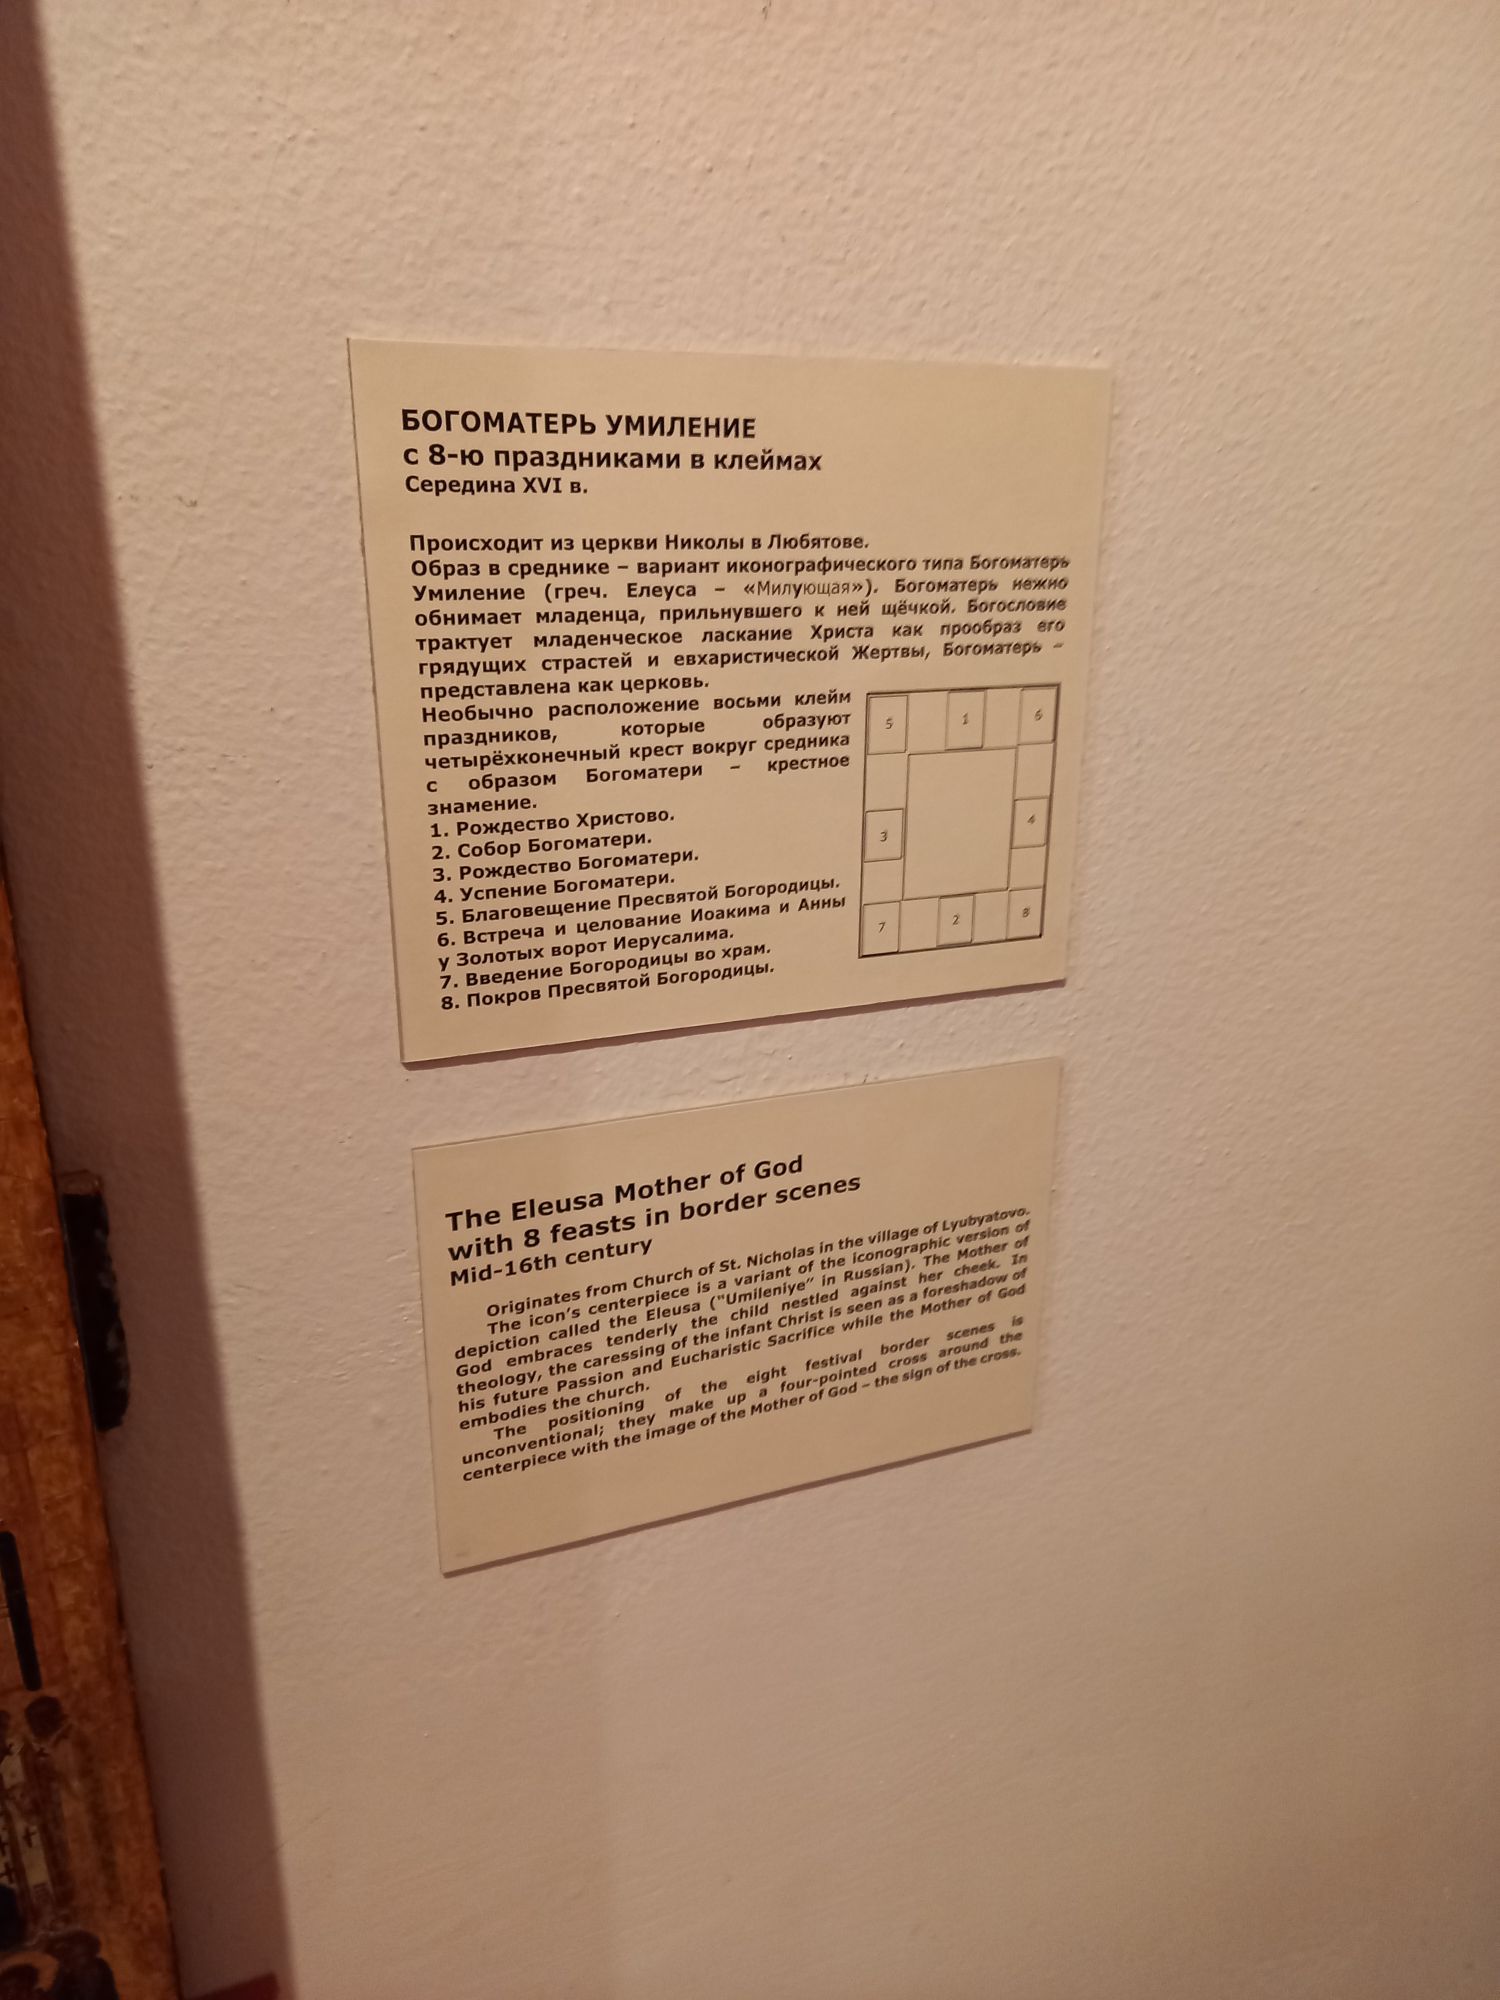 БОГОМАТЕРЬ УМИЛЕНИЕ
с 8-ю праздниками в клеймах
Середина XVI в.
Происходит из церкви Николы в Любятове.
Образ в среднике – вариант иконографического типа Богоматерь
Умиление (греч. Елеуса – «Милующая»). Богоматерь нежно
обнимает младенца, прильнувшего к ней щёчкой. Богословие
трактует младенческое ласкание Христа как прообраз его
грядущих страстей и евхаристической Жертвы, Богоматерь –
представлена как церковь.
Необычно расположение восьми клейм
праздников, которые образуют
четырёхконечный крест вокруг средника
с образом Богоматери – крестное
знамение.
1. Рождество Христово.
2. Собор Богоматери.
3. Рождество Богоматери.
4. Успение Богоматери.
5. Благовещение Пресвятой Богородицы.
6. Встреча и целование Иоакима и Анны
у Золотых ворот Иерусалима.
7. Введение Богородицы во храм.
8. Покров Пресвятой Богородицы.
5 1 6
3 4
7 2 8
The Eleusa Mother of God
with 8 feasts in border scenes
Mid-16th century
Originates from Church of St. Nicholas in the village of Lyubyatovo.
The icon's centerpiece is a variant of the iconographic version of
depiction called the Eleusa ("Umileniye" in Russian). The Mother of
God embraces tenderly the child nestled against her cheek. In
theology, the caressing of the infant Christ is seen as a foreshadow of
his future Passion and Eucharistic Sacrifice while the Mother of God
embodies the church.
The positioning of the eight festival border scenes is
unconventional; they make up a four-pointed cross around the
centerpiece with the image of the Mother of God – the sign of the cross.